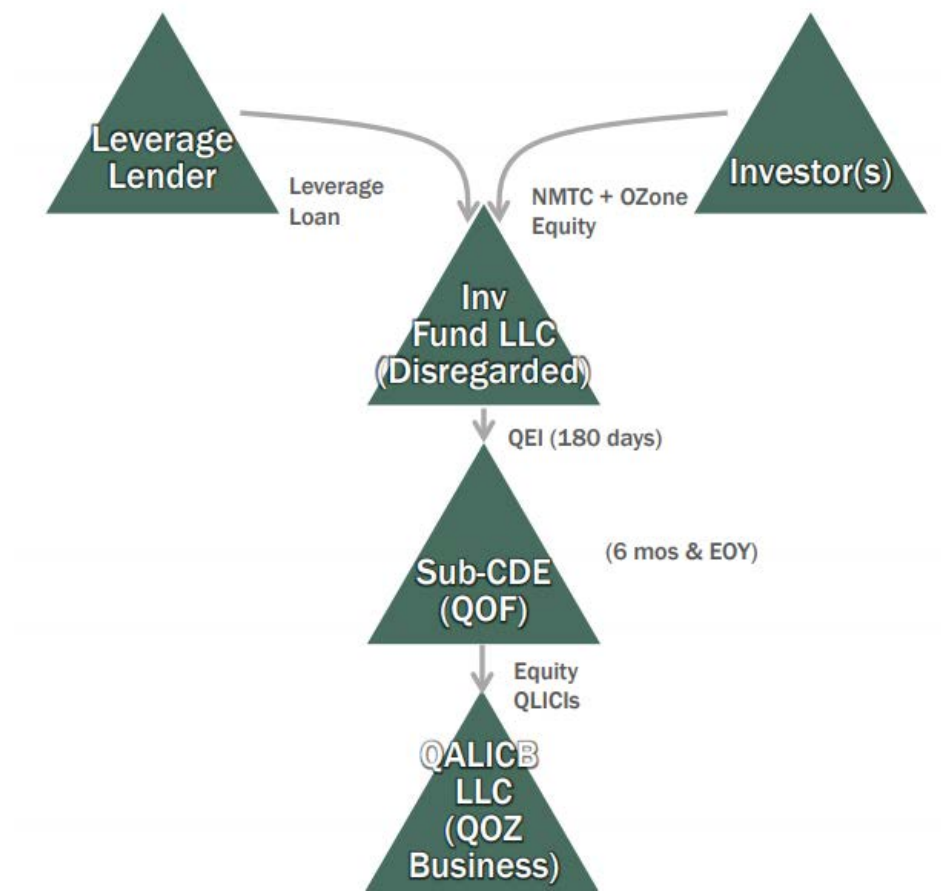 Leverage
Lender
Leverage
Loan
NMTC + OZone
Equity
Investor(s)
Inv
Fund LLC
(Disregarded)
QEI (180 days)
Sub-CDE
(QOF)
(6 mos & EOY)
Equity
QLICIs
QALICB
LLC
(QOZ
Business)